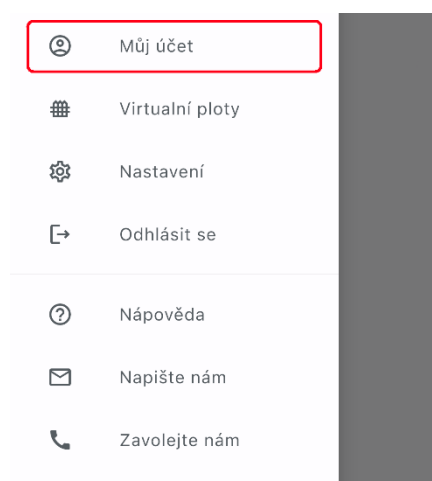 Můj účet
Virtualní ploty
Nastavení
Odhlásit se
Nápověda
Napište nám
Zavolejte nám